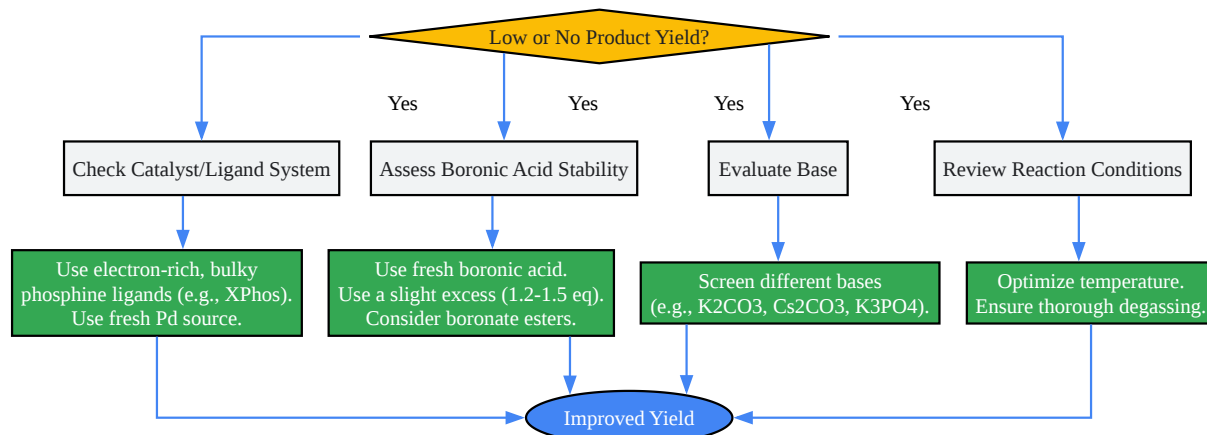 Low or No Product Yield?
Yes
Yes
Yes
Yes
Check Catalyst/Ligand System
Assess Boronic Acid Stability
Evaluate Base
Review Reaction Conditions
Use electron-rich, bulky
phosphine ligands (e.g., XPhos).
Use fresh Pd source.
Use fresh boronic acid.
Use a slight excess (1.2-1.5 eq).
Consider boronate esters.
Screen different bases
(e.g., K2CO3, Cs2CO3, K3PO4).
Optimize temperature.
Ensure thorough degassing.
Improved Yield